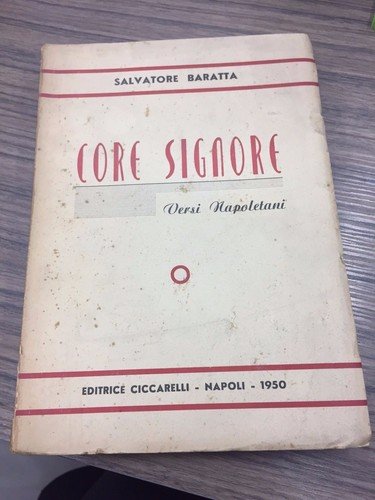 SALVATORE BARATTA
CORE SIGNORE
Versi Napoletani
EDITRICE CICCARELLI - NAPOLI - 1950